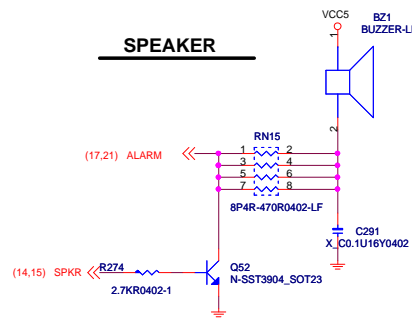 SPEAKER
VCC5
BZ1
BUZZER-L
1
2
RN15
(17,21) ALARM
1 2
3 4
5 6
7 8
8P4R-470R0402-LF
C291
X_C0.1U16Y0402
(14,15) SPKR
R274
2.7KR0402-1
Q52
N-SST3904_SOT23